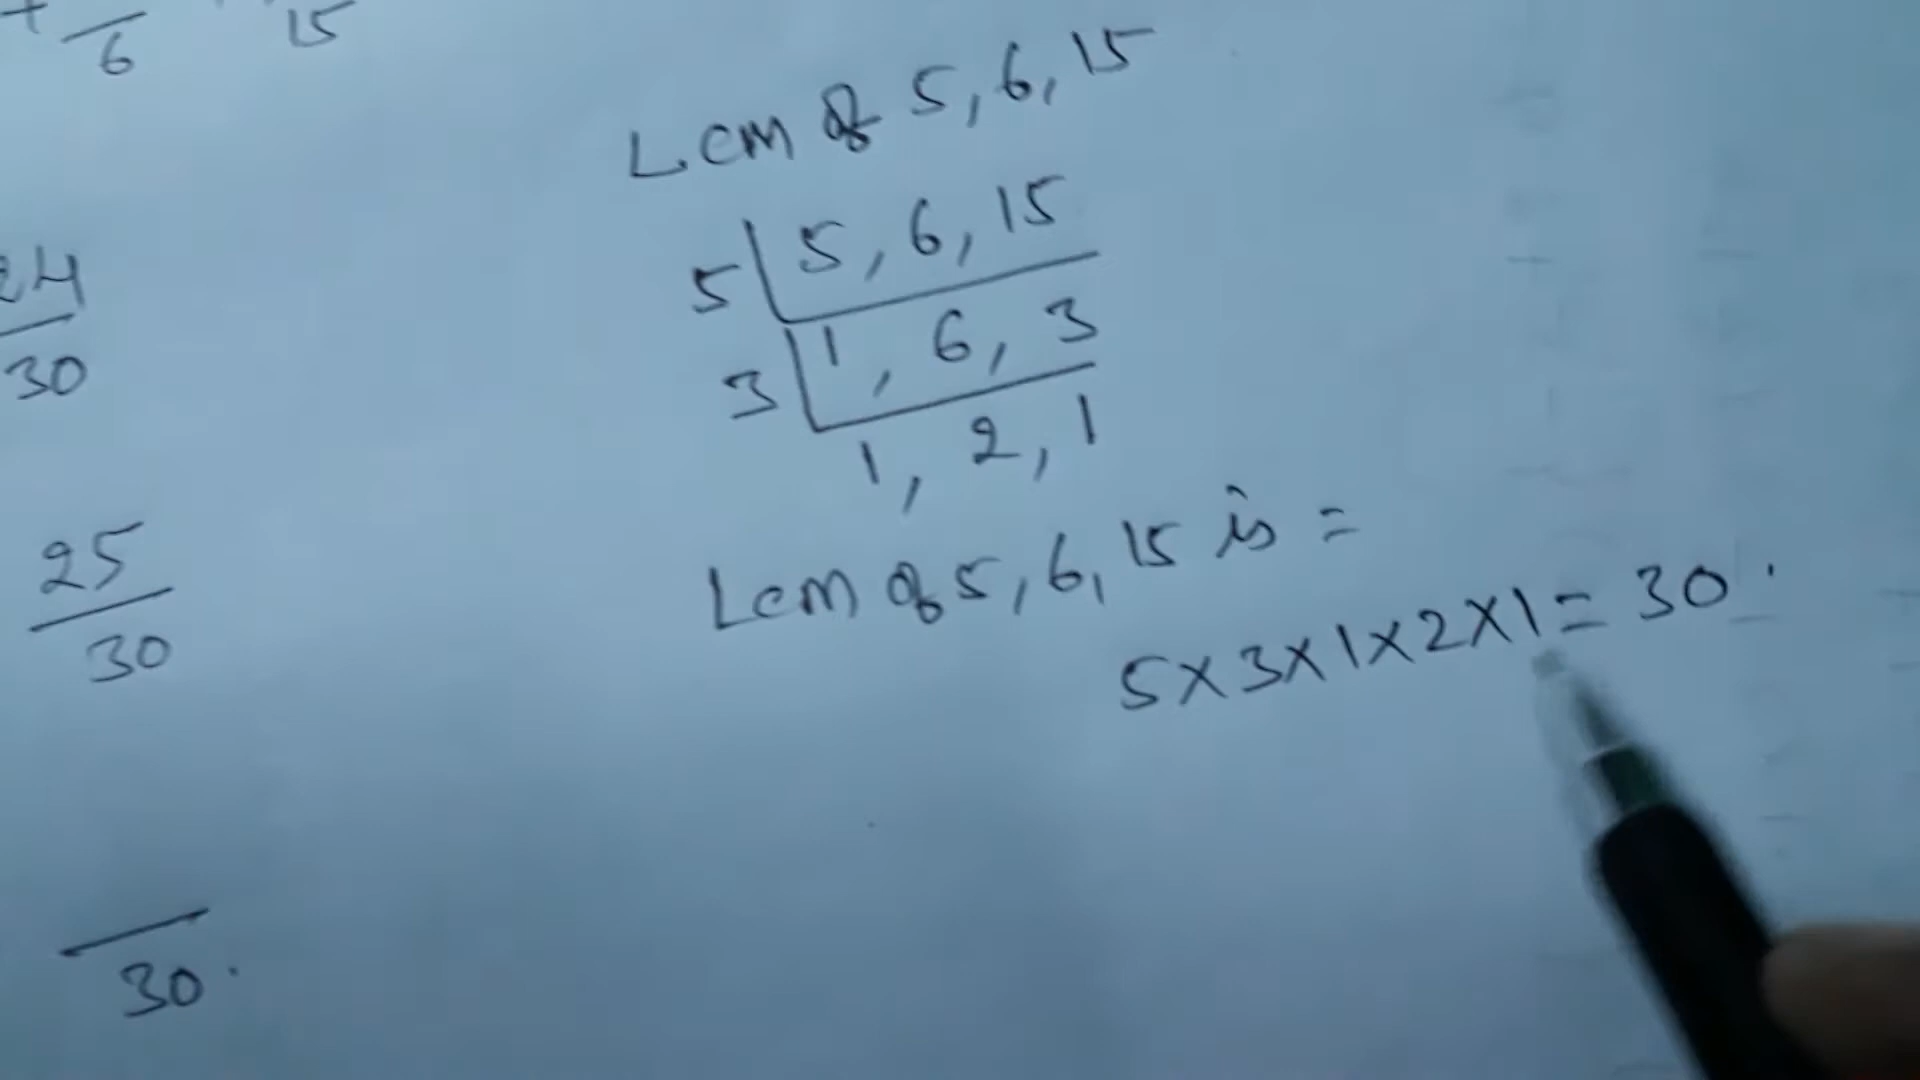 + 6 15
24
30
25
30
30.
Lcm of 5, 6, 15
5 5, 6, 15
3 1, 6, 3
1, 2, 1
Lcm of 5, 6, 15 is =
5×3×1×2×1= 30.